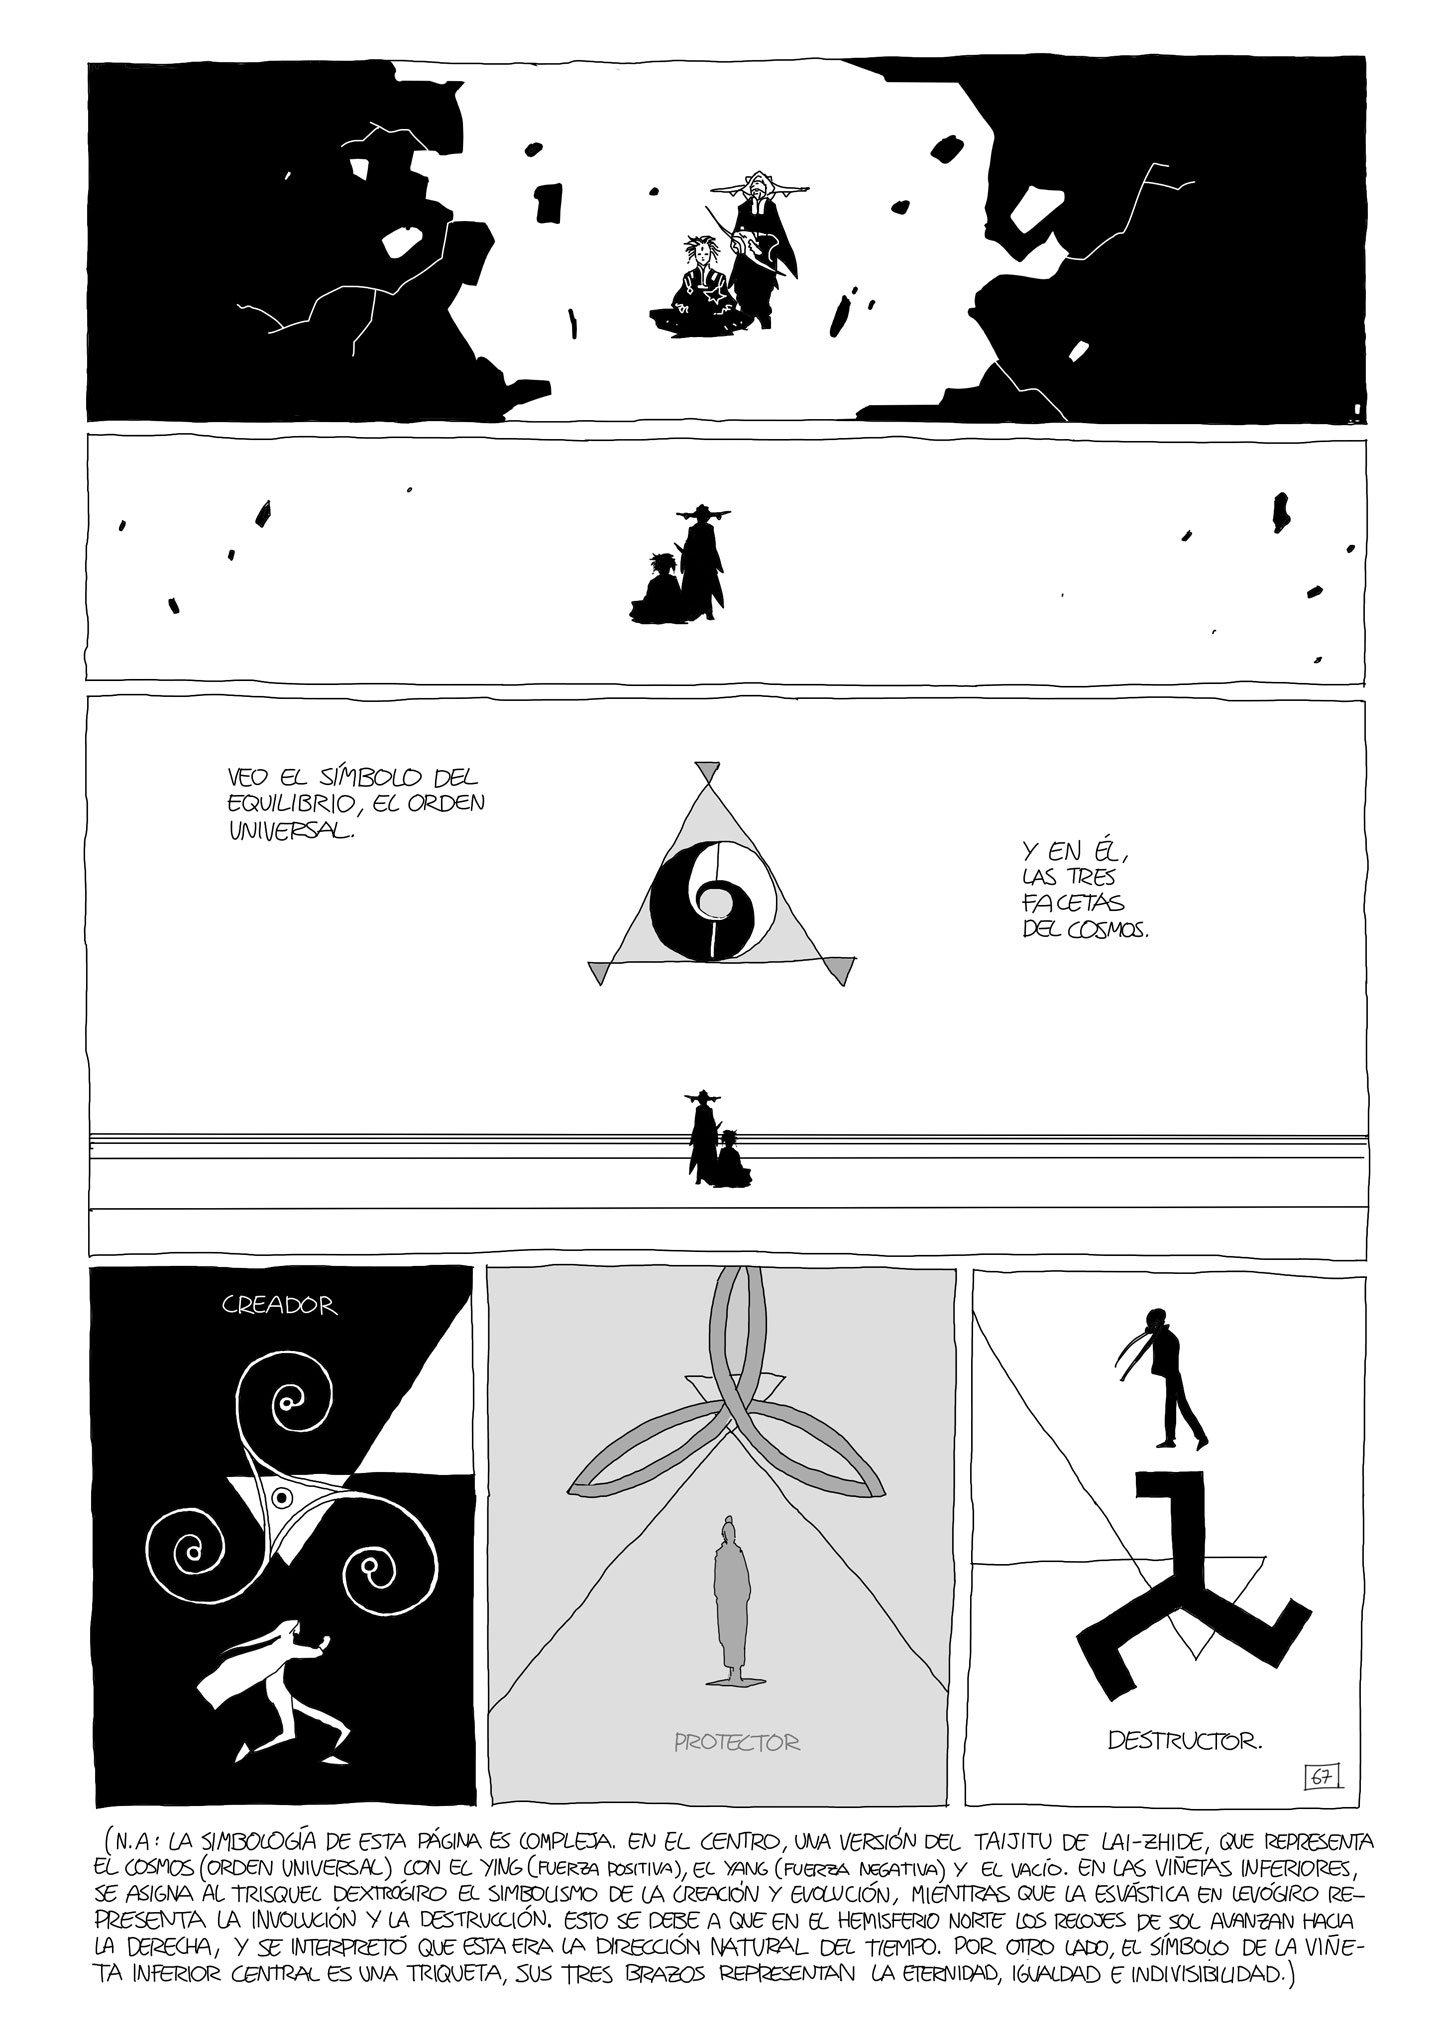 VEO EL SÍMBOLO DEL
EQUILIBRIO, EL ORDEN
UNIVERSAL.
Y EN ÉL,
LAS TRES
FACETAS
DEL COSMOS.
CREADOR
PROTECTOR
DESTRUCTOR.
67
(N.A: LA SIMBOLOGÍA DE ESTA PÁGINA ES COMPLEJA. EN EL CENTRO, UNA VERSIÓN DEL TAIJITU DE LAI-ZHIDE, QUE REPRESENTA
EL COSMOS (ORDEN UNIVERSAL) CON EL YING (FUERZA POSITIVA), EL YANG (FUERZA NEGATIVA) Y EL VACÍO. EN LAS VIÑETAS INFERIORES,
SE ASIGNA AL TRISQUEL DEXTRÓGIRO EL SIMBOLISMO DE LA CREACIÓN Y EVOLUCIÓN, MIENTRAS QUE LA ESVÁSTICA EN LEVÓGIRO RE-
PRESENTA LA INVOLUCIÓN Y LA DESTRUCCIÓN. ESTO SE DEBE A QUE EN EL HEMISFERIO NORTE LOS RELOJES DE SOL AVANZAN HACIA
LA DERECHA, Y SE INTERPRETÓ QUE ESTA ERA LA DIRECCIÓN NATURAL DEL TIEMPO. POR OTRO LADO, EL SÍMBOLO DE LA VIÑE-
TA INFERIOR CENTRAL ES UNA TRIQUETA, SUS TRES BRAZOS REPRESENTAN LA ETERNIDAD, IGUALDAD E INDIVISIBILIDAD.)